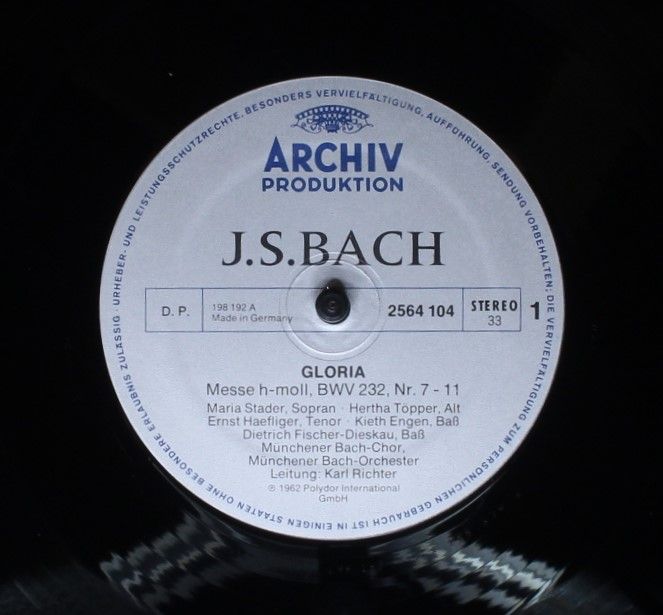 URHEBER- UND LEISTUNGSSCHUTZRECHTE, BESONDERS VERVIELFÄLTIGUNG, AUFFÜHRUNG, SENDUNG VORBEHALTEN; DIE VERVIELFÄLTIGUNG ZUM PERSÖNLICHEN GEBRAUCH IST IN EINIGEN STAATEN OHNE BESONDERE ERLAUBNIS ZULÄSSIG ·
ARCHIV
PRODUKTION
J.S.BACH
D. P.
198 192 A
Made in Germany
2564 104
STEREO
33
1
GLORIA
Messe h-moll, BWV 232, Nr. 7 - 11
Maria Stader, Sopran · Hertha Töpper, Alt
Ernst Haefliger, Tenor · Kieth Engen, Baß
Dietrich Fischer-Dieskau, Baß
Münchener Bach-Chor,
Münchener Bach-Orchester
Leitung: Karl Richter
℗ 1962 Polydor International
GmbH